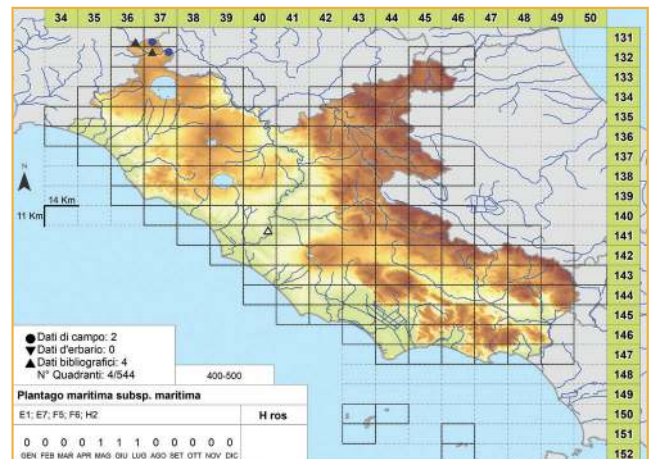 34 35 36 37 38 39 40 41 42 43 44 45 46 47 48 49 50
131
132
133
134
135
136
137
N
138
139
14 Km
140
11 Km
141
142
143
144
145
146
147
148
149
150
151
152
Dati di campo: 2
Dati d'erbario: 0
Dati bibliografici: 4
N° Quadranti: 4/544
400-500
Plantago maritima subsp. maritima
E1; E7; F5; F6; H2
H ros
0 0 0 0 1 1 1 0 0 0 0 0
GEN FEB MAR APR MAG GIU LUG AGO SET OTT NOV DIC